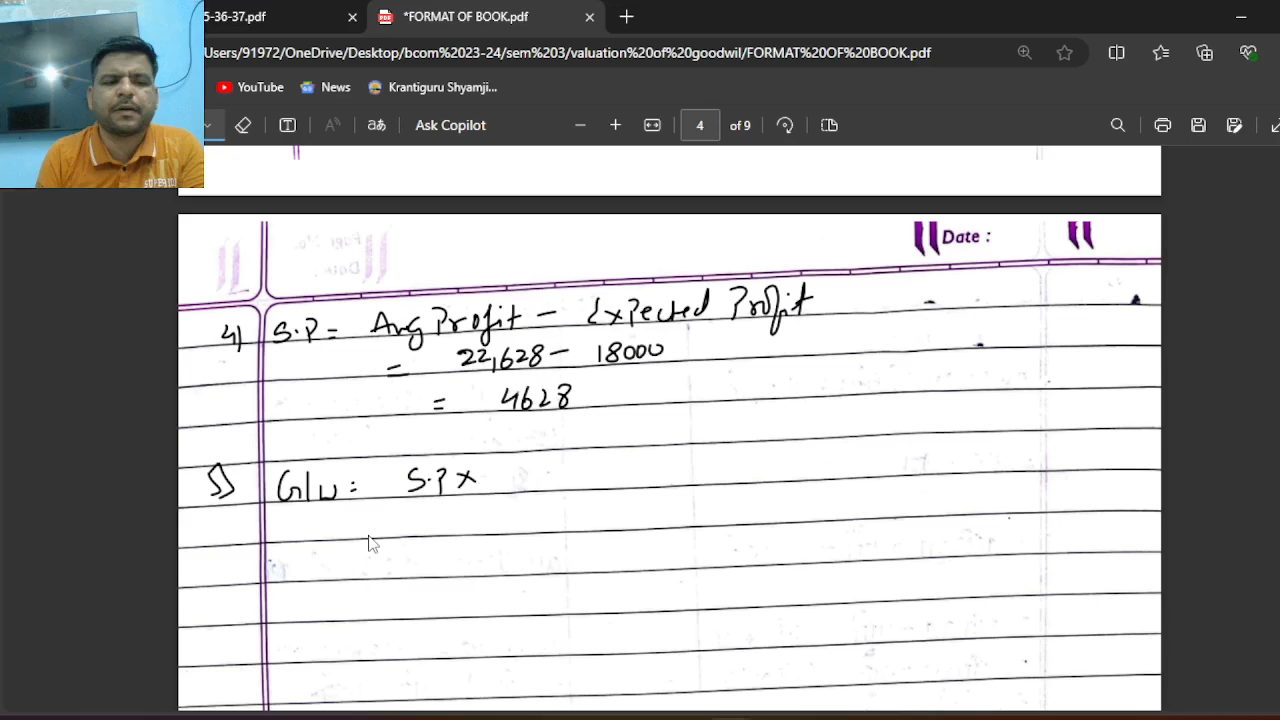 5-36-37.pdf
*FORMAT OF BOOK.pdf
Users/91972/OneDrive/Desktop/bcom%202023-24/sem%203/valuation%20of%20goodwil/FORMAT%20OF%20BOOK.pdf
YouTube
News
Krantiguru Shyamji...
Ask Copilot
4
of 9
Date :
4) S.P = Avg Profit - Expected Profit
= 22,628 - 18000
= 4628
5) G/W = S.P x